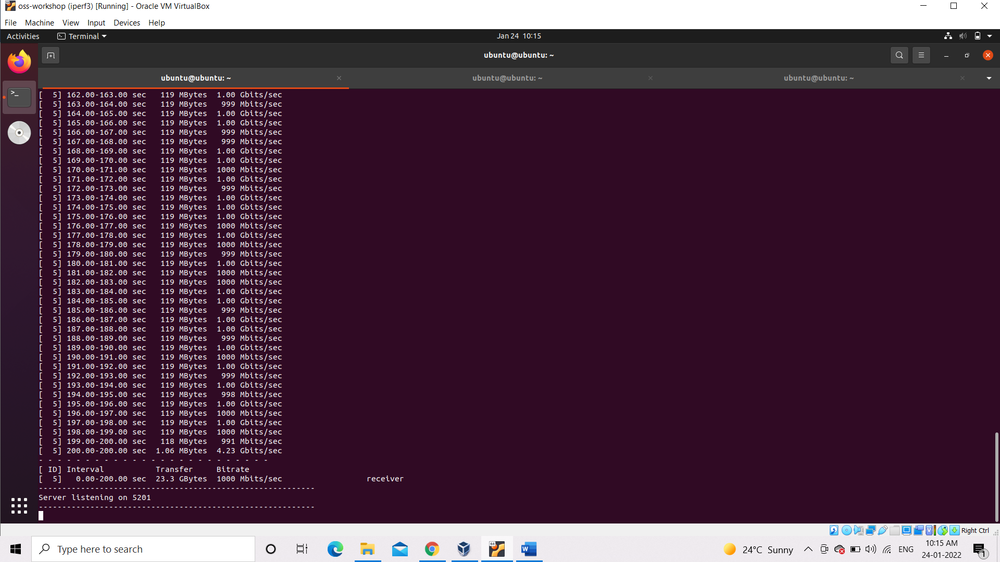 oss-workshop (iperf3) [Running] - Oracle VM VirtualBox
File Machine View Input Devices Help
Activities Terminal Jan 24 10:15
ubuntu@ubuntu: ~
ubuntu@ubuntu: ~ ubuntu@ubuntu: ~ ubuntu@ubuntu: ~
[  5] 162.00-163.00 sec   119 MBytes  1.00 Gbits/sec
[  5] 163.00-164.00 sec   119 MBytes   999 Mbits/sec
[  5] 164.00-165.00 sec   119 MBytes  1.00 Gbits/sec
[  5] 165.00-166.00 sec   119 MBytes  1.00 Gbits/sec
[  5] 166.00-167.00 sec   119 MBytes   999 Mbits/sec
[  5] 167.00-168.00 sec   119 MBytes   999 Mbits/sec
[  5] 168.00-169.00 sec   119 MBytes  1.00 Gbits/sec
[  5] 169.00-170.00 sec   119 MBytes  1.00 Gbits/sec
[  5] 170.00-171.00 sec   119 MBytes  1000 Mbits/sec
[  5] 171.00-172.00 sec   119 MBytes  1.00 Gbits/sec
[  5] 172.00-173.00 sec   119 MBytes   999 Mbits/sec
[  5] 173.00-174.00 sec   119 MBytes  1.00 Gbits/sec
[  5] 174.00-175.00 sec   119 MBytes  1.00 Gbits/sec
[  5] 175.00-176.00 sec   119 MBytes  1.00 Gbits/sec
[  5] 176.00-177.00 sec   119 MBytes  1000 Mbits/sec
[  5] 177.00-178.00 sec   119 MBytes  1.00 Gbits/sec
[  5] 178.00-179.00 sec   119 MBytes  1000 Mbits/sec
[  5] 179.00-180.00 sec   119 MBytes   999 Mbits/sec
[  5] 180.00-181.00 sec   119 MBytes  1.00 Gbits/sec
[  5] 181.00-182.00 sec   119 MBytes  1000 Mbits/sec
[  5] 182.00-183.00 sec   119 MBytes  1000 Mbits/sec
[  5] 183.00-184.00 sec   119 MBytes  1.00 Gbits/sec
[  5] 184.00-185.00 sec   119 MBytes  1.00 Gbits/sec
[  5] 185.00-186.00 sec   119 MBytes   999 Mbits/sec
[  5] 186.00-187.00 sec   119 MBytes  1.00 Gbits/sec
[  5] 187.00-188.00 sec   119 MBytes  1.00 Gbits/sec
[  5] 188.00-189.00 sec   119 MBytes   999 Mbits/sec
[  5] 189.00-190.00 sec   119 MBytes  1.00 Gbits/sec
[  5] 190.00-191.00 sec   119 MBytes  1000 Mbits/sec
[  5] 191.00-192.00 sec   119 MBytes  1.00 Gbits/sec
[  5] 192.00-193.00 sec   119 MBytes   999 Mbits/sec
[  5] 193.00-194.00 sec   119 MBytes  1.00 Gbits/sec
[  5] 194.00-195.00 sec   119 MBytes   998 Mbits/sec
[  5] 195.00-196.00 sec   119 MBytes  1.00 Gbits/sec
[  5] 196.00-197.00 sec   119 MBytes  1000 Mbits/sec
[  5] 197.00-198.00 sec   119 MBytes  1.00 Gbits/sec
[  5] 198.00-199.00 sec   119 MBytes  1000 Mbits/sec
[  5] 199.00-200.00 sec   118 MBytes   991 Mbits/sec
[  5] 200.00-200.00 sec  1.06 MBytes  4.23 Gbits/sec
- - - - - - - - - - - - - - - - - - - - - - - - -
[ ID] Interval           Transfer     Bitrate
[  5]   0.00-200.00 sec  23.3 GBytes  1000 Mbits/sec                  receiver
-----------------------------------------------------------
Server listening on 5201
-----------------------------------------------------------
Right Ctrl
Type here to search
24°C Sunny
ENG
10:15 AM
24-01-2022
1